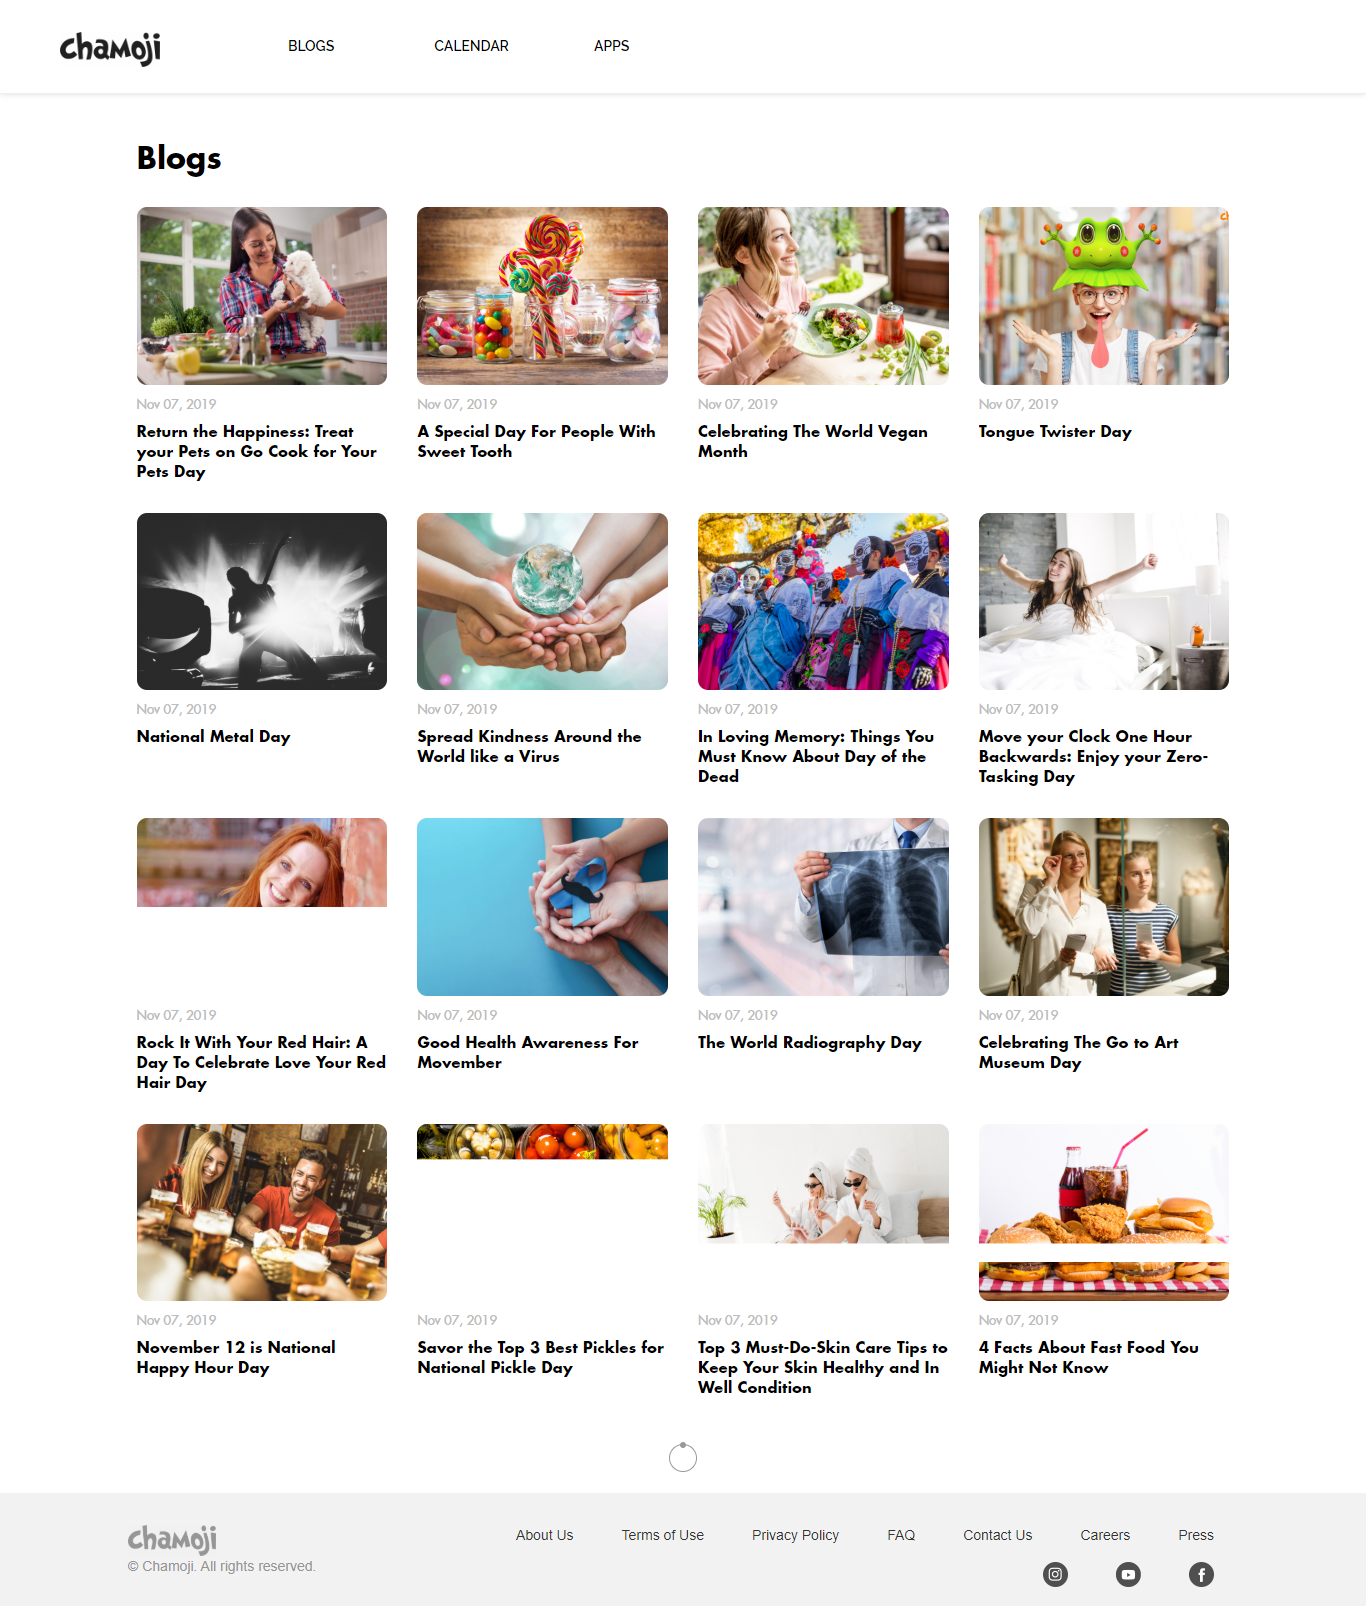 chamoji
BLOGS
CALENDAR
APPS
Blogs
Nov 07, 2019
Return the Happiness: Treat
your Pets on Go Cook for Your
Pets Day
Nov 07, 2019
A Special Day For People With
Sweet Tooth
Nov 07, 2019
Celebrating The World Vegan
Month
Nov 07, 2019
Tongue Twister Day
Nov 07, 2019
National Metal Day
Nov 07, 2019
Spread Kindness Around the
World like a Virus
Nov 07, 2019
In Loving Memory: Things You
Must Know About Day of the
Dead
Nov 07, 2019
Move your Clock One Hour
Backwards: Enjoy your Zero-
Tasking Day
Nov 07, 2019
Rock It With Your Red Hair: A
Day To Celebrate Love Your Red
Hair Day
Nov 07, 2019
Good Health Awareness For
Movember
Nov 07, 2019
The World Radiography Day
Nov 07, 2019
Celebrating The Go to Art
Museum Day
Nov 07, 2019
November 12 is National
Happy Hour Day
Nov 07, 2019
Savor the Top 3 Best Pickles for
National Pickle Day
Nov 07, 2019
Top 3 Must-Do-Skin Care Tips to
Keep Your Skin Healthy and In
Well Condition
Nov 07, 2019
4 Facts About Fast Food You
Might Not Know
chamoji
© Chamoji. All rights reserved.
About Us
Terms of Use
Privacy Policy
FAQ
Contact Us
Careers
Press